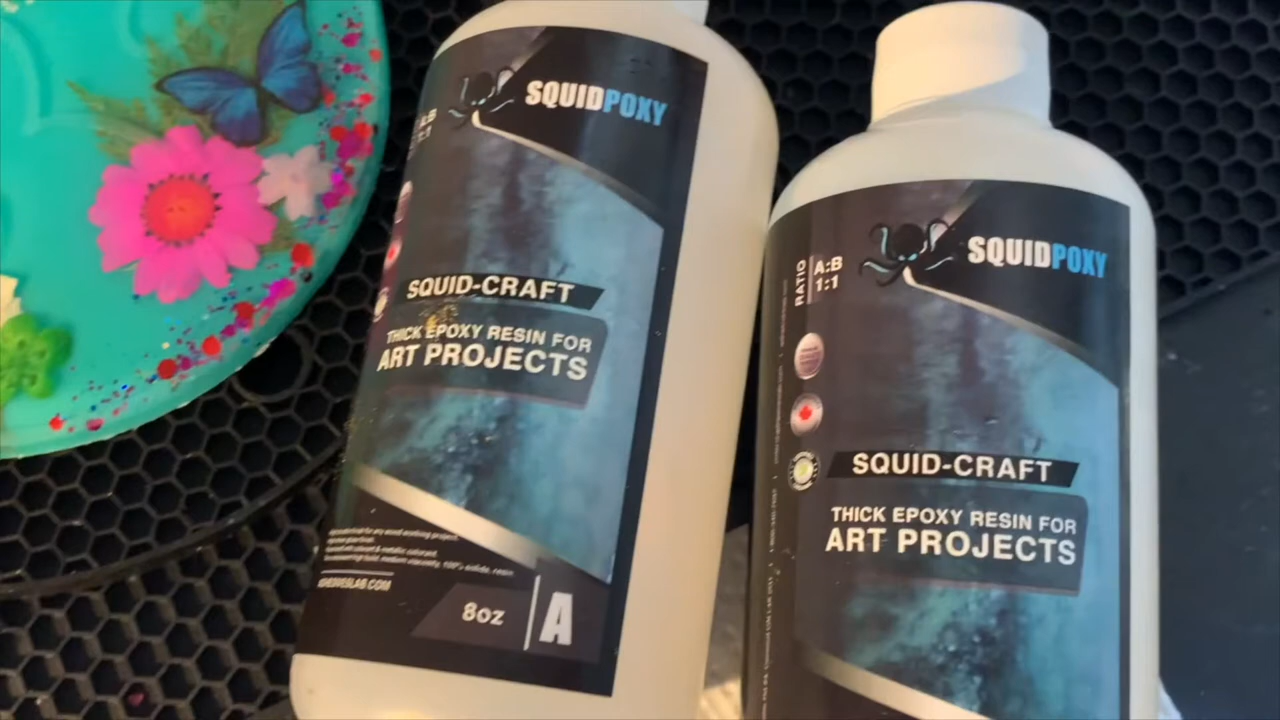 SQUIDPOXY
SQUID-CRAFT
THICK EPOXY RESIN FOR
ART PROJECTS
8oz
A
SQUIDPOXY
RATIO
A:B
1:1
SQUID-CRAFT
THICK EPOXY RESIN FOR
ART PROJECTS